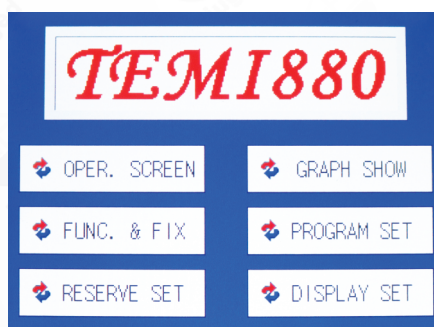 TEMI880
OPER. SCREEN
GRAPH SHOW
FUNC. & FIX
PROGRAM SET
RESERVE SET
DISPLAY SET